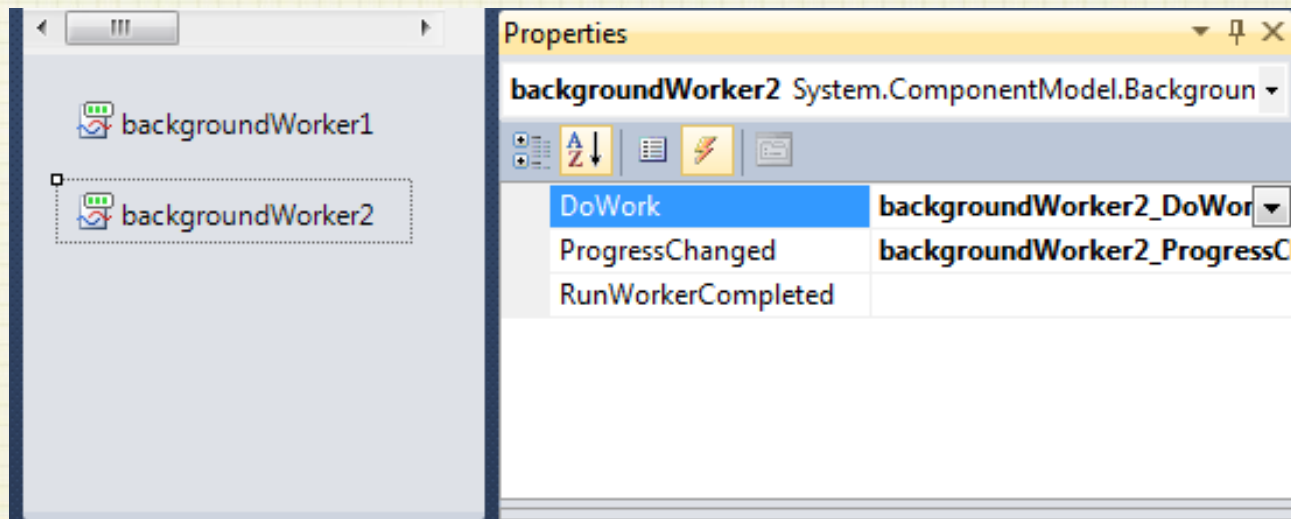 backgroundWorker1
backgroundWorker2
Properties
backgroundWorker2 System.ComponentModel.Backgroun
DoWork backgroundWorker2_DoWor
ProgressChanged backgroundWorker2_ProgressC
RunWorkerCompleted